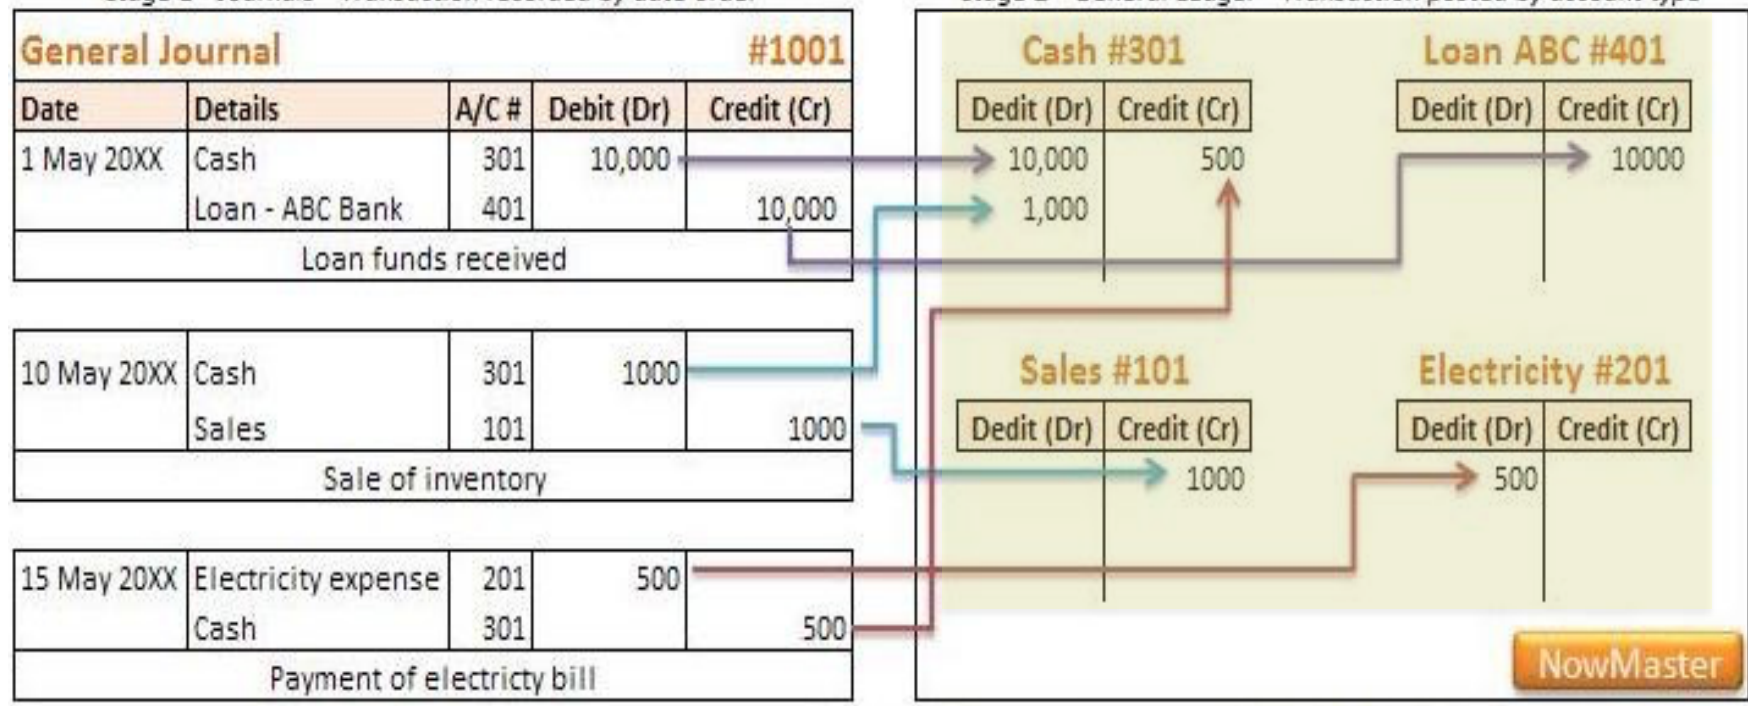 General Journal #1001
Date Details A/C # Debit (Dr) Credit (Cr)
1 May 20XX Cash 301 10,000
Loan - ABC Bank 401 10,000
Loan funds received
10 May 20XX Cash 301 1000
Sales 101 1000
Sale of inventory
15 May 20XX Electricity expense 201 500
Cash 301 500
Payment of electricty bill
Cash #301
Dedit (Dr) Credit (Cr)
10,000 500
1,000
Loan ABC #401
Dedit (Dr) Credit (Cr)
10000
Sales #101
Dedit (Dr) Credit (Cr)
1000
Electricity #201
Dedit (Dr) Credit (Cr)
500
NowMaster